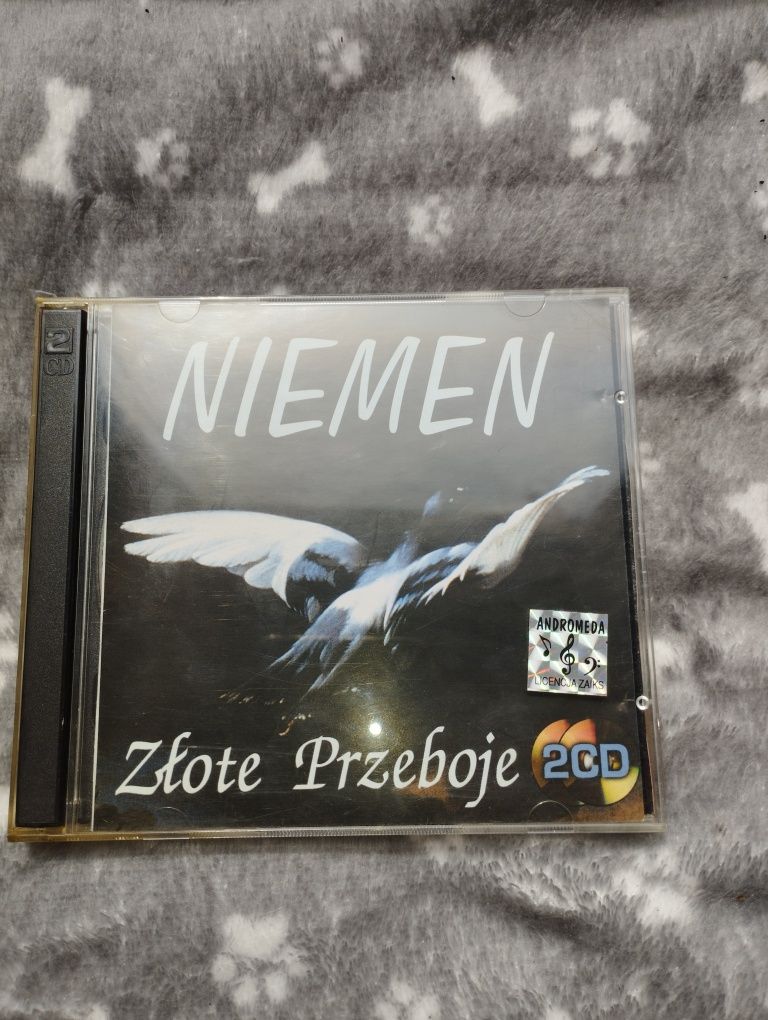 2
CD
NIEMEN
ANDROMEDA
LICENCJA ZAiKS
Złote Przeboje
2CD